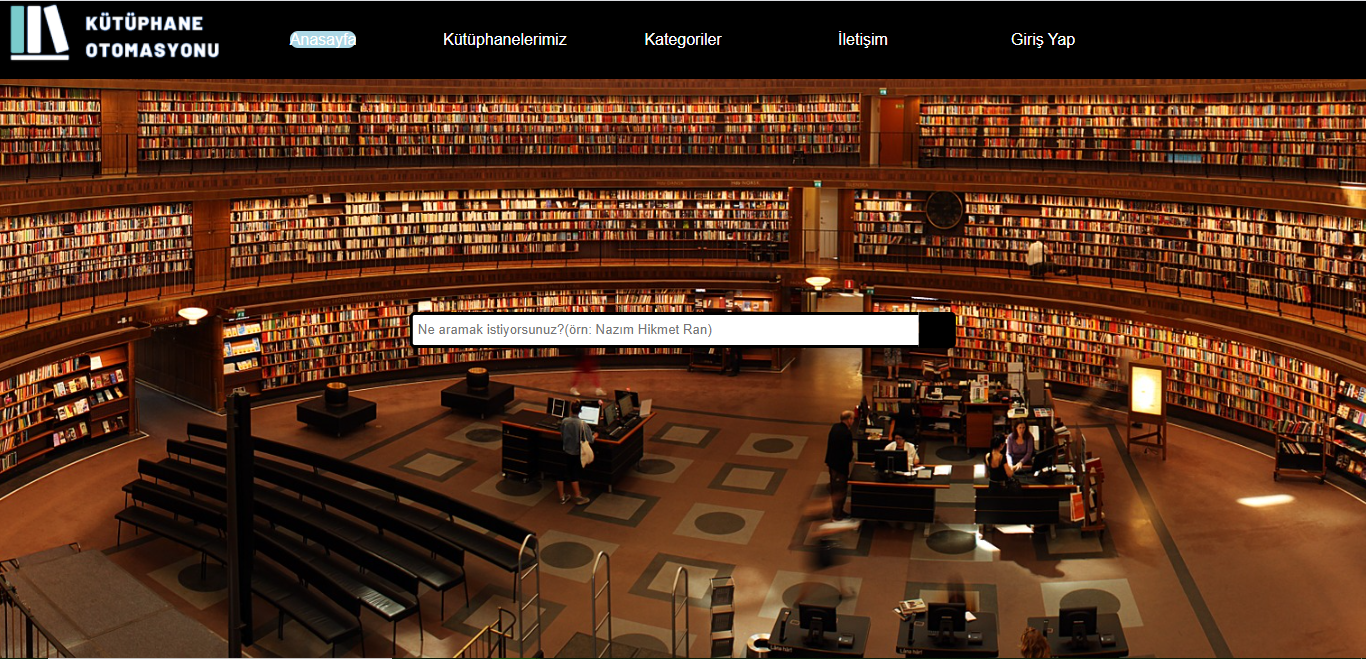 KÜTÜPHANE
OTOMASYONU
Anasayfa
Kütüphanelerimiz
Kategoriler
İletişim
Giriş Yap
Ne aramak istiyorsunuz?(örn: Nazım Hikmet Ran)